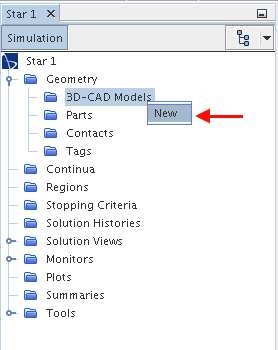 Star 1
Simulation
Star 1
Geometry
3D-CAD Models
New
Parts
Contacts
Tags
Continua
Regions
Stopping Criteria
Solution Histories
Solution Views
Monitors
Plots
Summaries
Tools